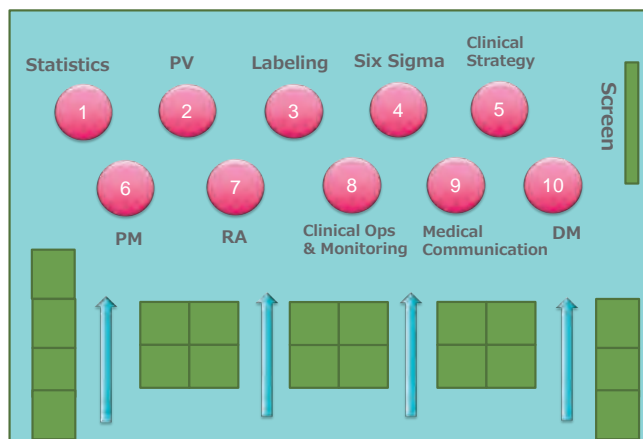 Statistics
PV
Labeling
Six Sigma
Clinical
Strategy
1
2
3
4
5
Screen
6
7
8
9
10
PM
RA
Clinical Ops
& Monitoring
Medical
Communication
DM